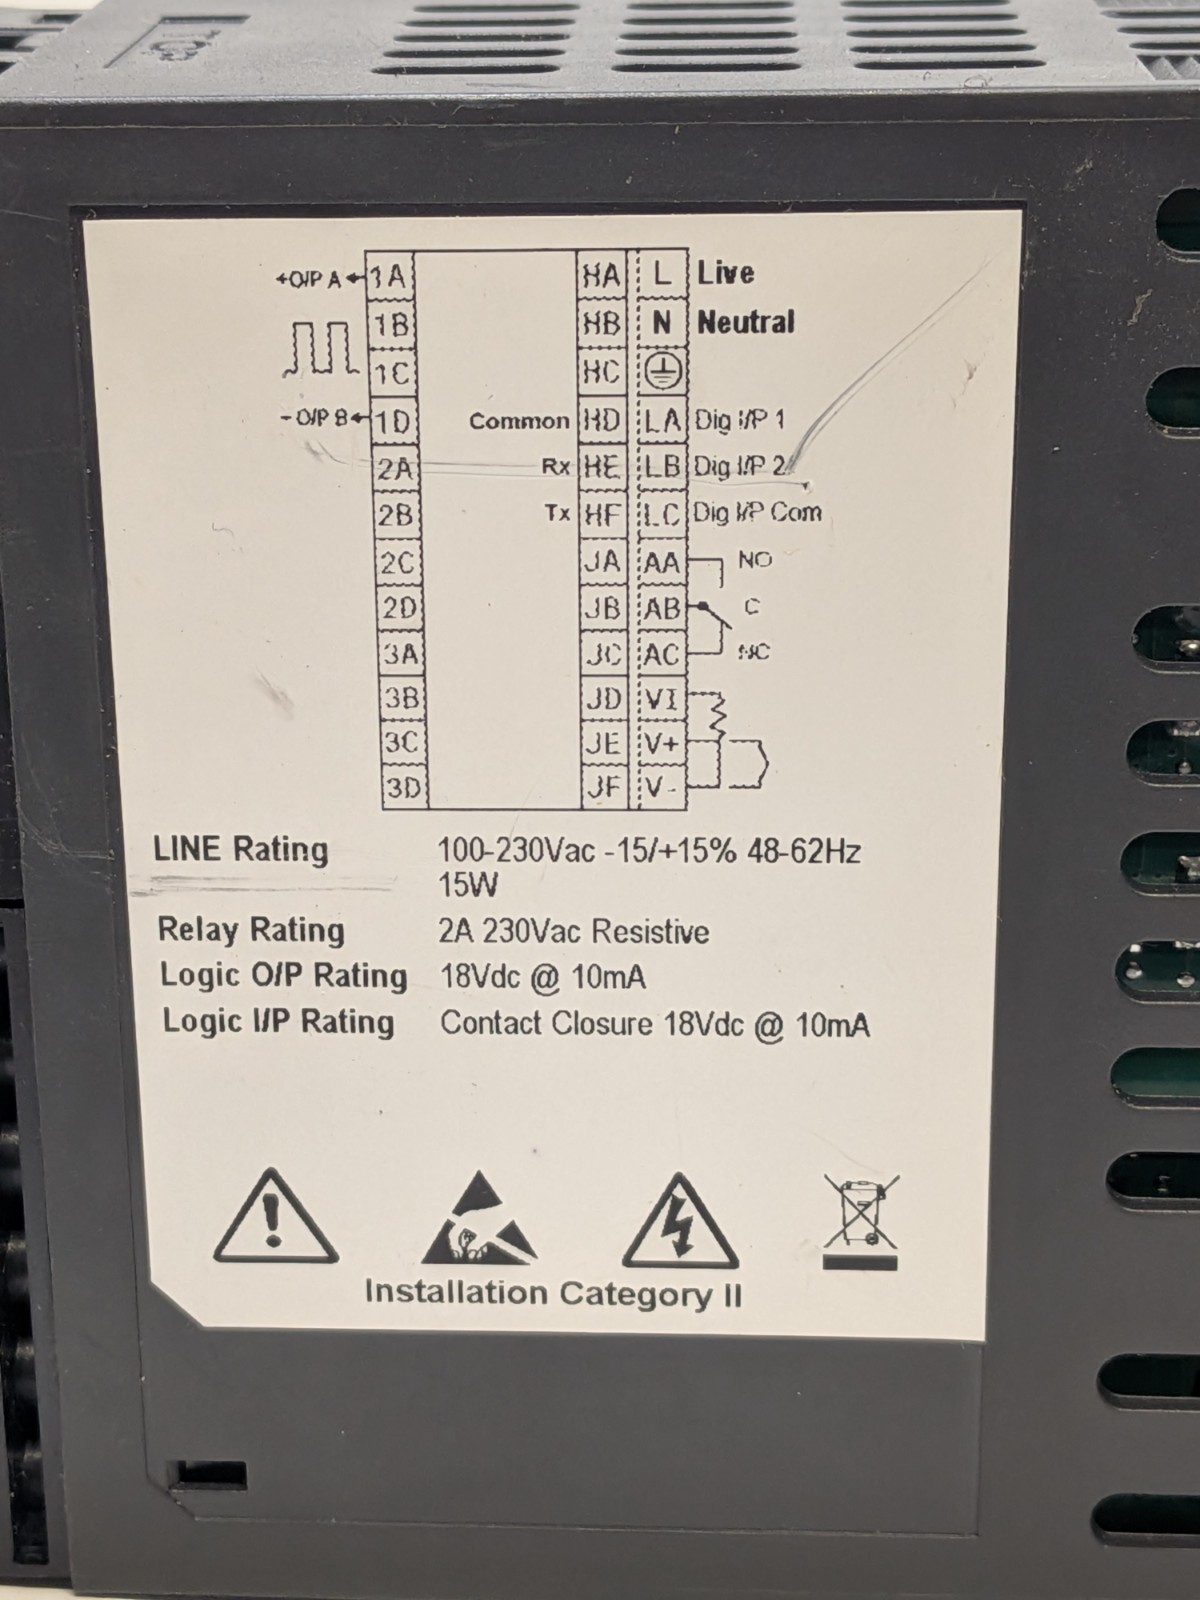 +O/P A 1A HA L Live
1B HB N Neutral
1C HC
- O/P B 1D Common HD LA Dig I/P 1
2A Rx HE LB Dig I/P 2
2B Tx HF LC Dig I/P Com
2C JA AA NO
2D JB AB C
3A JC AC NC
3B JD VI
3C JE V+
3D JF V-
LINE Rating 100-230Vac -15/+15% 48-62Hz
15W
Relay Rating 2A 230Vac Resistive
Logic O/P Rating 18Vdc @ 10mA
Logic I/P Rating Contact Closure 18Vdc @ 10mA
Installation Category II